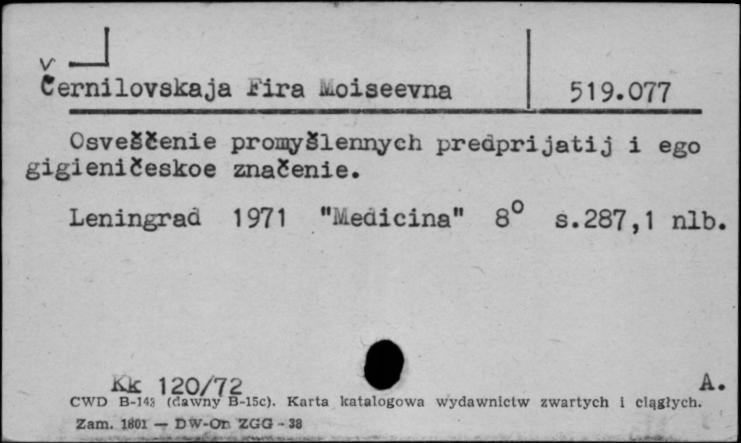 Černilovskaja Fira Moiseevna 519.077
Osveščenie promyšlennych predprijatij i ego
gigieničeskoe značenie.
Leningrad 1971 "Medicina" 8° s.287,1 nlb.
Kk 120/72 A.
CWD B-143 (dawny B-15c). Karta katalogowa wydawnictw zwartych i ciągłych.
Zam. 1801 — DW-Or. ZGG - 38